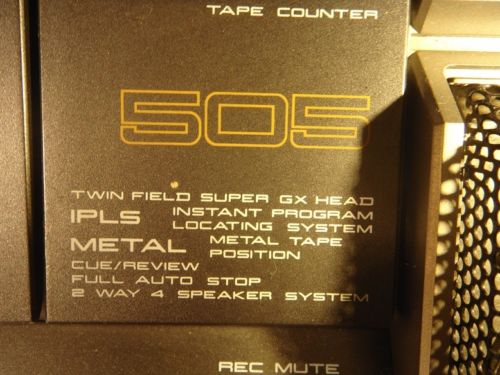 TAPE COUNTER
505
TWIN FIELD SUPER GX HEAD
IPLS INSTANT PROGRAM
LOCATING SYSTEM
METAL METAL TAPE
POSITION
CUE/REVIEW
FULL AUTO STOP
2 WAY 4 SPEAKER SYSTEM
REC MUTE